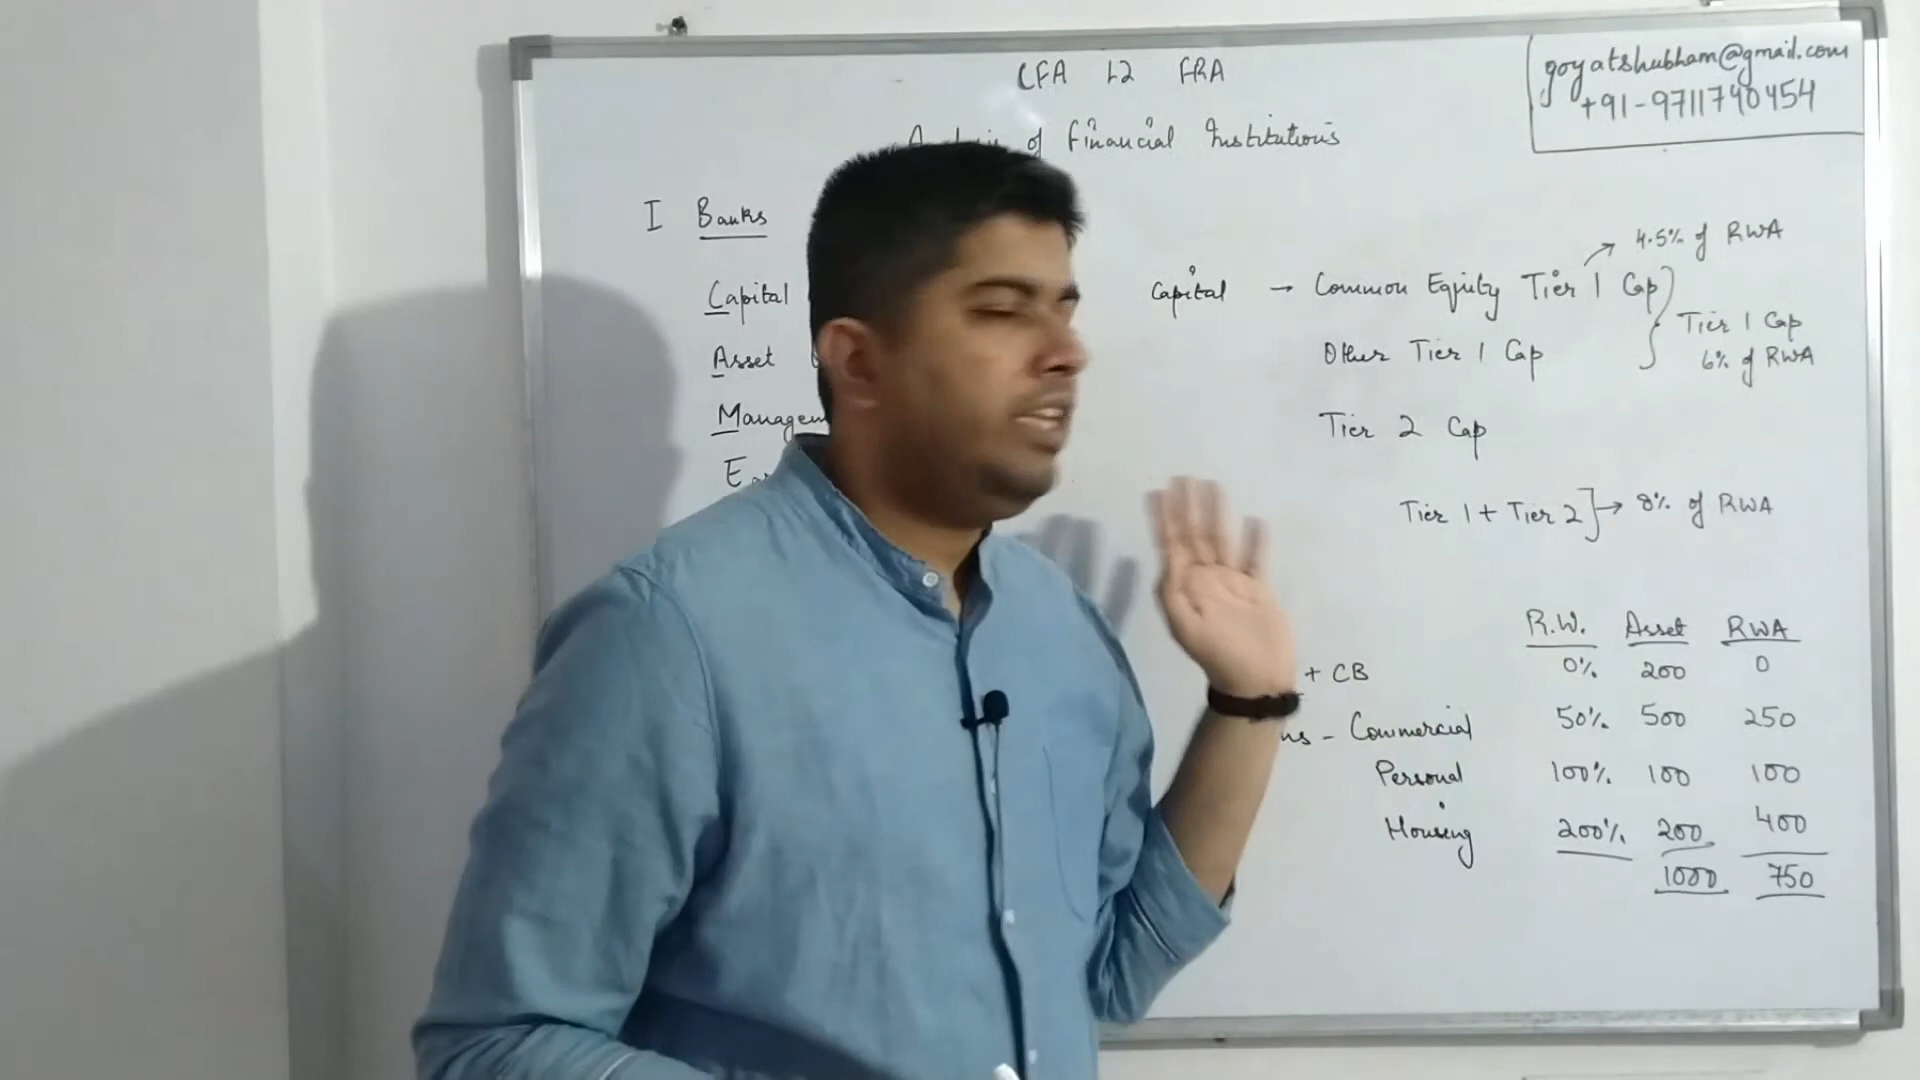 CFA L2 FRA
goyatshubham@gmail.com
+91-9711740454
of Financial Institutions
I Banks
4.5% of RWA
Capital
Capital → Common Equity Tier 1 Cap
Tier 1 Cap
6% of RWA
Asset
Other Tier 1 Cap
Managem
Tier 2 Cap
Tier 1 + Tier 2 → 8% of RWA
R.W. Asset RWA
+ CB 0% 200 0
ns - Commercial 50% 500 250
Personal 100% 100 100
Housing 200% 200 400
1000 750